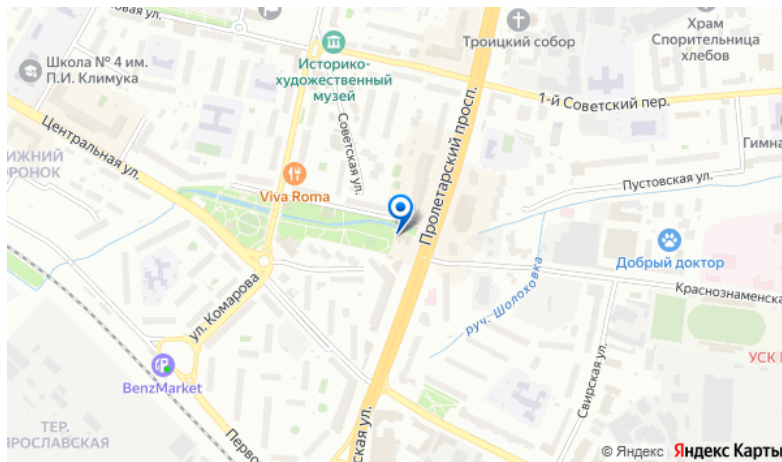 овая ул.
Троицкий собор
Храм
Спорительница
хлебов
Школа № 4 им.
П.И. Климука
Историко-
художественный
музей
1-й Советский пер.
Центральная ул.
Советская ул.
Пролетарский просп.
Гимна
ИЖНИЙ
ОРОНОК
Viva Roma
Пустовская ул.
Добрый доктор
Краснознаменска
руч. Шолоховка
ул. Комарова
УСК
BenzMarket
Свирская ул.
ТЕР.
ЯРОСЛАВСКАЯ
Перво
ская ул.
© Яндекс Яндекс Карты